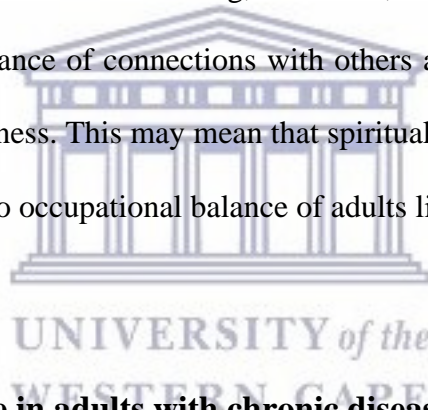 ance of connections with others a
ness. This may mean that spiritual
o occupational balance of adults li
UNIVERSITY of the
WESTERN CAPE
in adults with chronic diseas